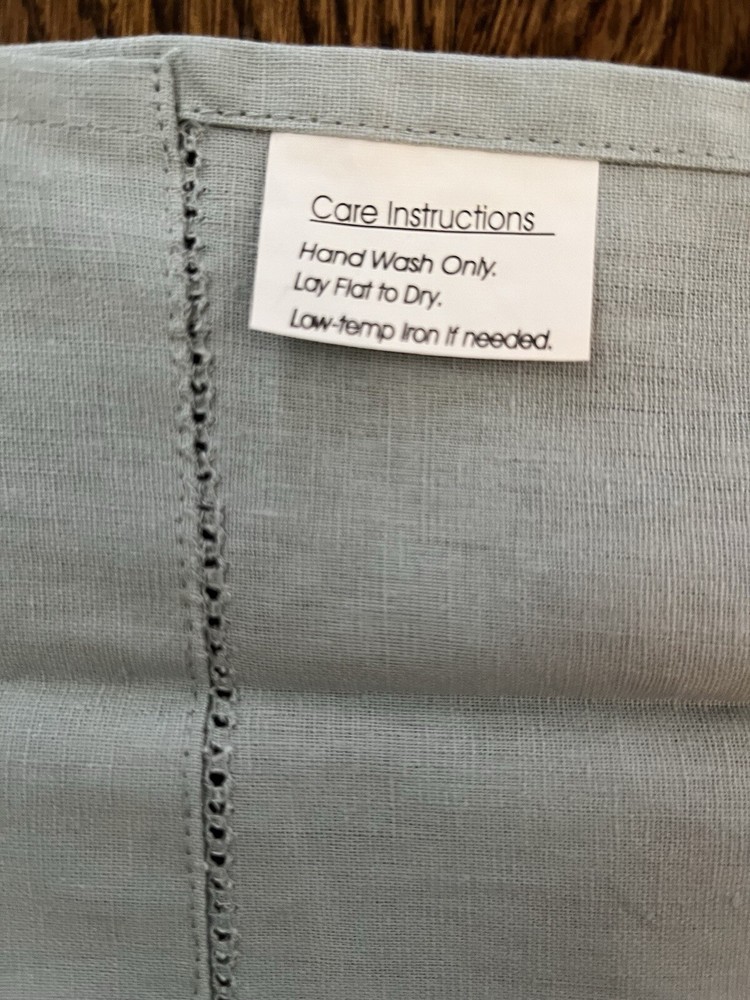 Care Instructions
Hand Wash Only.
Lay Flat to Dry.
Low-temp Iron if needed.